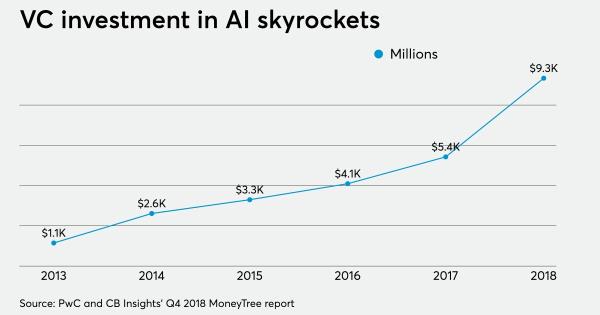 VC investment in AI skyrockets
Millions
$9.3K
$5.4K
$4.1K
$3.3K
$2.6K
$1.1K
2013 2014 2015 2016 2017 2018
Source: PwC and CB Insights' Q4 2018 MoneyTree report